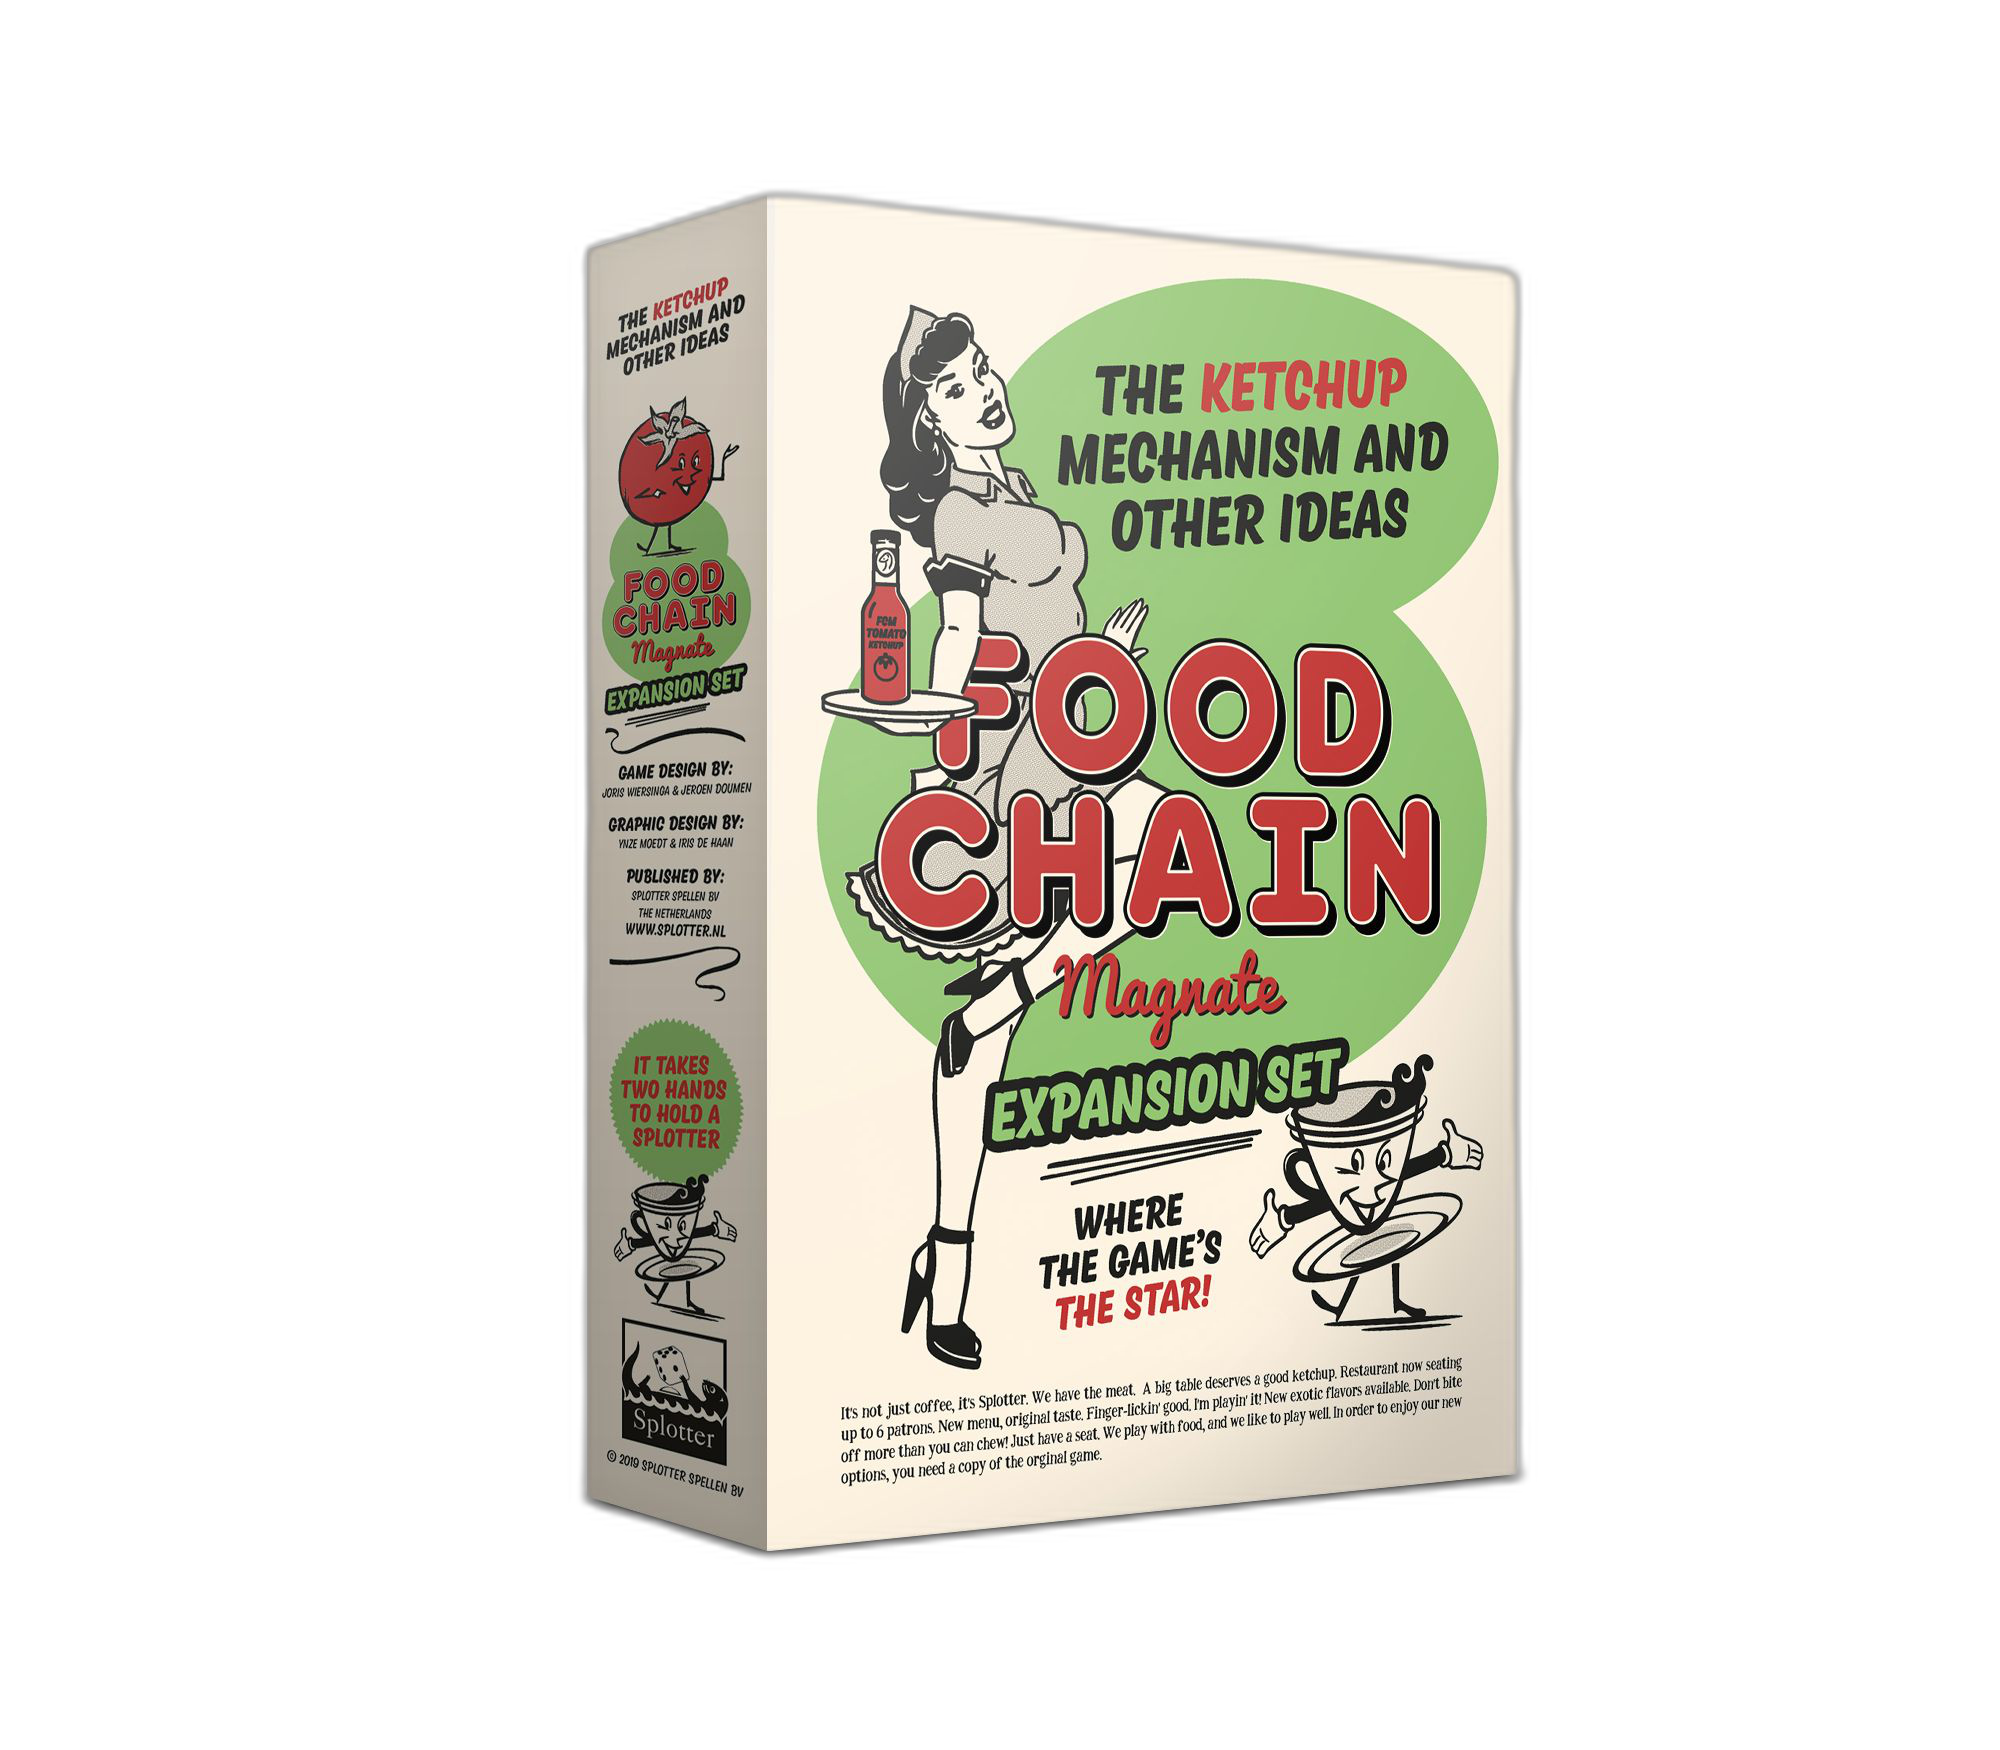 THE KETCHUP
MECHANISM AND
OTHER IDEAS
FOOD
CHAIN
Magnate
EXPANSION SET
GAME DESIGN BY:
JORIS WIERSINGA & JEROEN DOUMEN
GRAPHIC DESIGN BY:
YNZE MOEDT & IRIS DE HAAN
PUBLISHED BY:
SPLOTTER SPELLEN BV
THE NETHERLANDS
WWW.SPLOTTER.NL
IT TAKES
TWO HANDS
TO HOLD A
SPLOTTER
Splotter
© 2019 SPLOTTER SPELLEN BV
THE KETCHUP
MECHANISM AND
OTHER IDEAS
FCM
TOMATO
KETCHUP
FOOD
CHAIN
Magnate
EXPANSION SET
WHERE
THE GAME'S
THE STAR!
It's not just coffee, it's Splotter. We have the meat. A big table deserves a good ketchup. Restaurant now seating
up to 6 patrons. New menu, original taste. Finger-lickin' good. I'm playin' it! New exotic flavors available. Don't bite
off more than you can chew! Just have a seat. We play with food, and we like to play well. In order to enjoy our new
options, you need a copy of the orginal game.